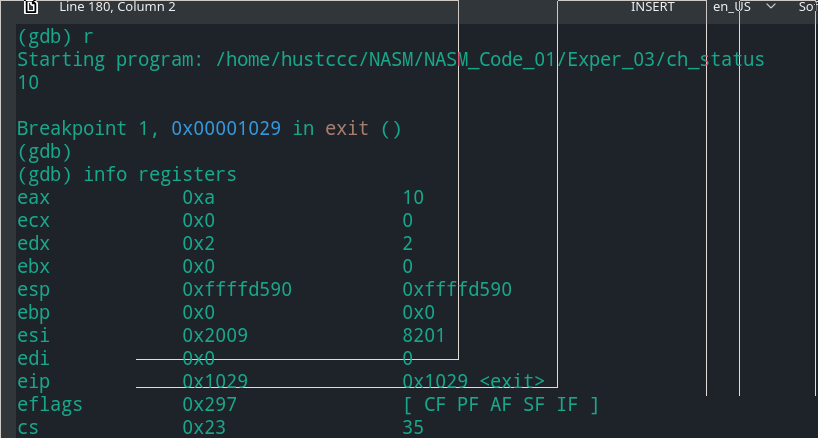 Line 180, Column 2 INSERT en_US
(gdb) r
Starting program: /home/hustccc/NASM/NASM_Code_01/Exper_03/ch_status
10
Breakpoint 1, 0x00001029 in exit ()
(gdb)
(gdb) info registers
eax 0xa 10
ecx 0x0 0
edx 0x2 2
ebx 0x0 0
esp 0xffffd590 0xffffd590
ebp 0x0 0x0
esi 0x2009 8201
edi 0x0 0
eip 0x1029 0x1029 <exit>
eflags 0x297 [ CF PF AF SF IF ]
cs 0x23 35